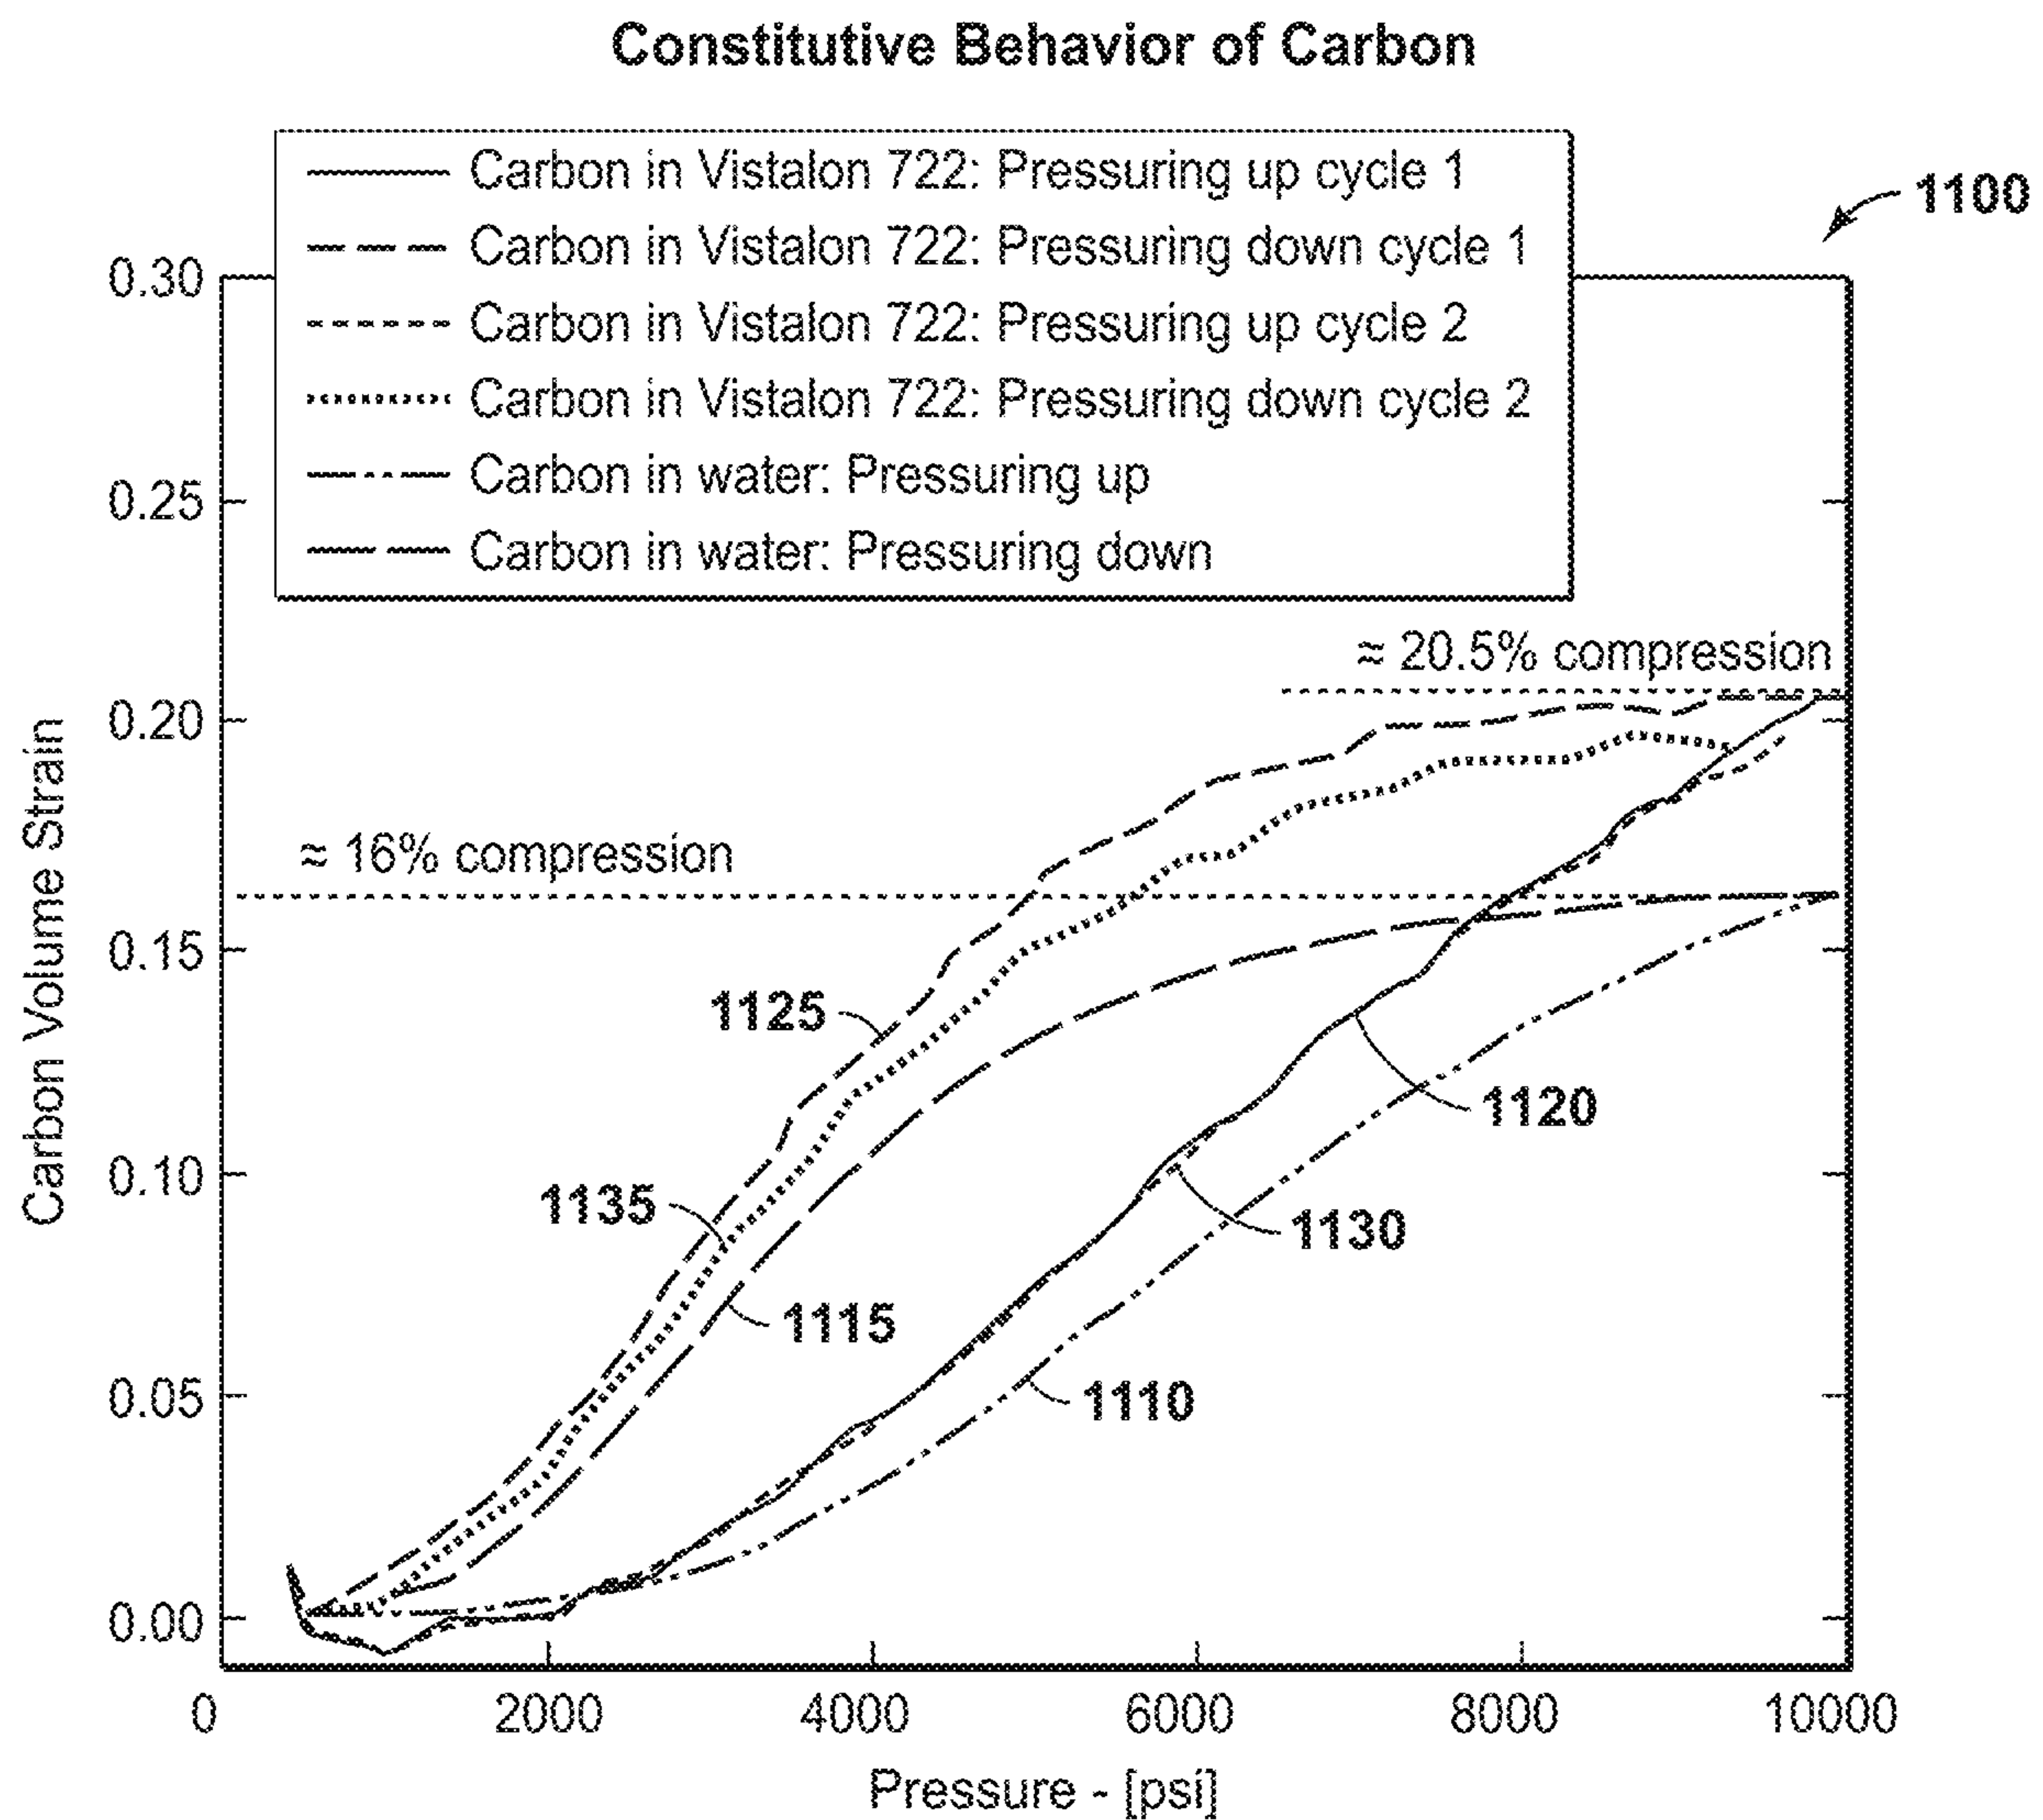 Constitutive Behavior of Carbon
Carbon in Vistalon 722: Pressuring up cycle 1
Carbon in Vistalon 722: Pressuring down cycle 1
Carbon in Vistalon 722: Pressuring up cycle 2
Carbon in Vistalon 722: Pressuring down cycle 2
Carbon in water: Pressuring up
Carbon in water: Pressuring down
1100
0.30
0.25
0.20
0.15
0.10
0.05
0.00
Carbon Volume Strain
≈ 20.5% compression
≈ 16% compression
1125
1135
1115
1120
1130
1110
0
2000
4000
6000
8000
10000
Pressure - [psi]